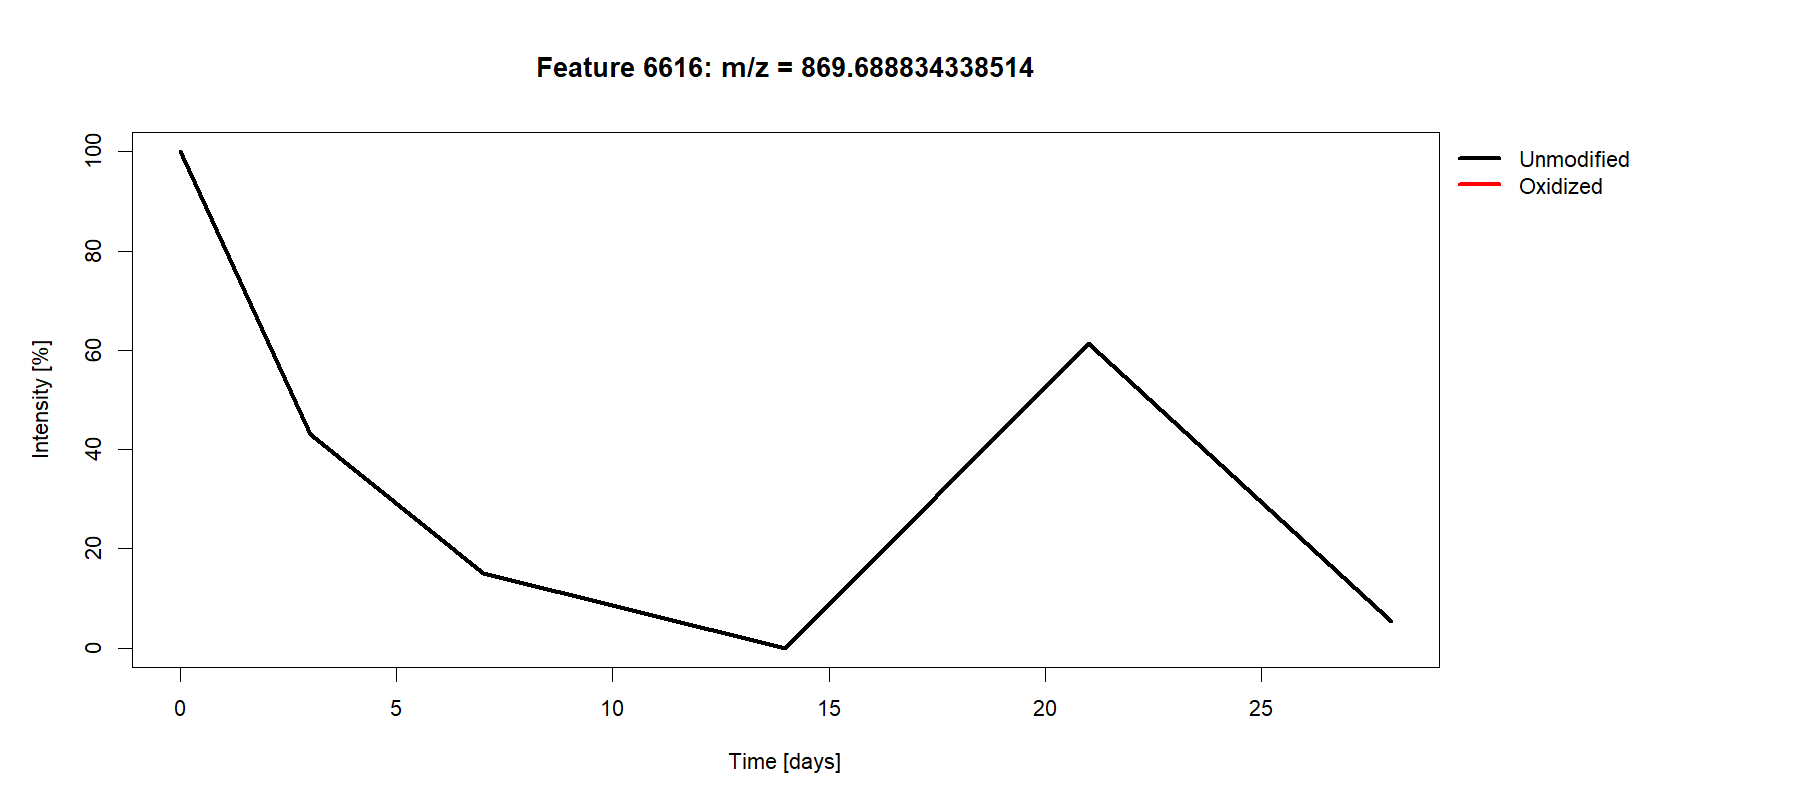 Feature 6616: m/z = 869.688834338514
Unmodified
Oxidized
Intensity [%]
100
80
60
40
20
0
0 5 10 15 20 25
Time [days]